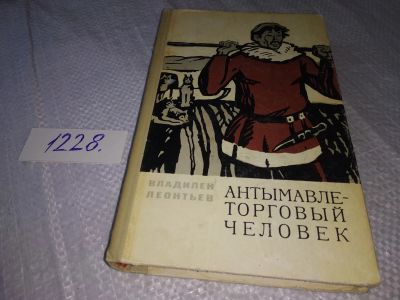 1228.
ВЛАДИЛЕН
ЛЕОНТЬЕВ
АНТЫМАВЛЕ-
ТОРГОВЫЙ
ЧЕЛОВЕК